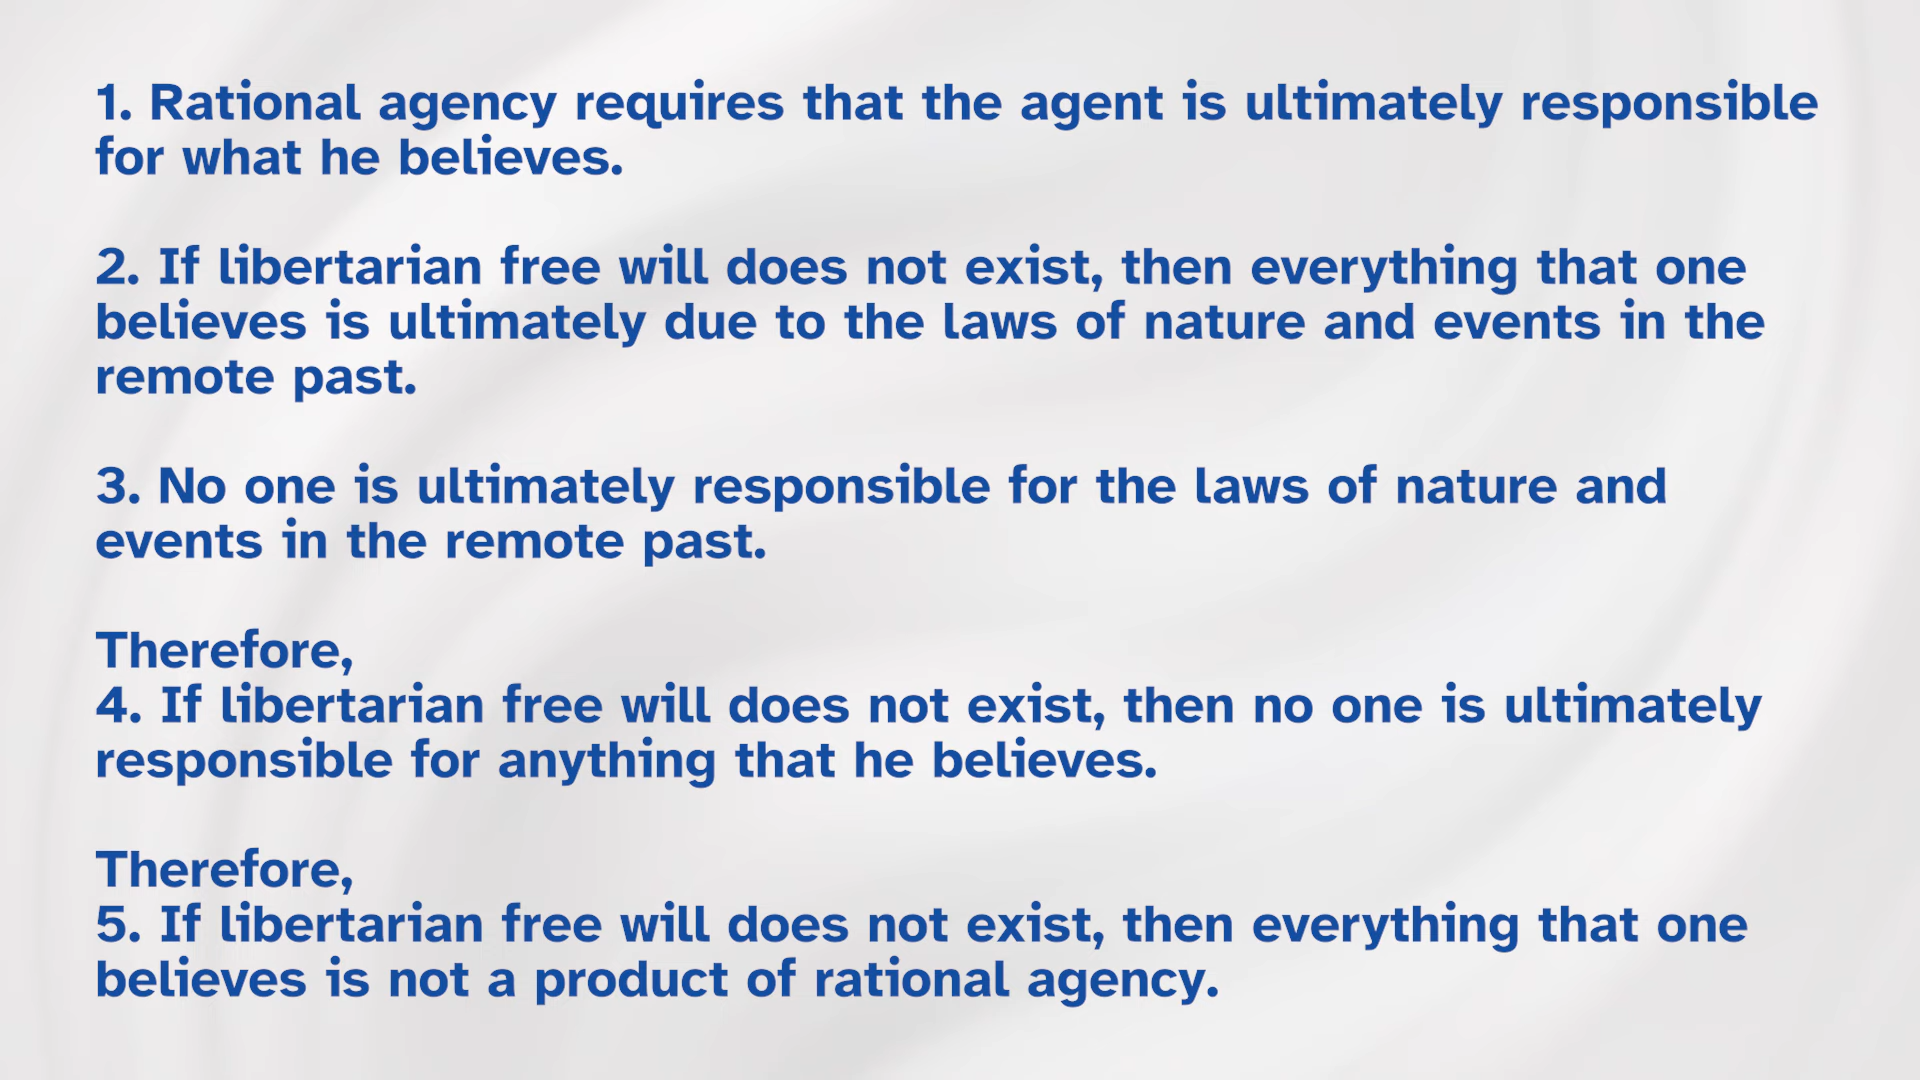 1. Rational agency requires that the agent is ultimately responsible
for what he believes.
2. If libertarian free will does not exist, then everything that one
believes is ultimately due to the laws of nature and events in the
remote past.
3. No one is ultimately responsible for the laws of nature and
events in the remote past.
Therefore,
4. If libertarian free will does not exist, then no one is ultimately
responsible for anything that he believes.
Therefore,
5. If libertarian free will does not exist, then everything that one
believes is not a product of rational agency.